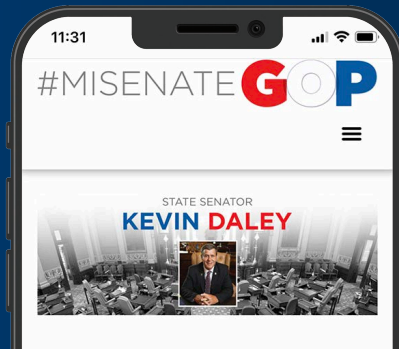 11:31
#MISENATEGOP
STATE SENATOR
KEVIN DALEY